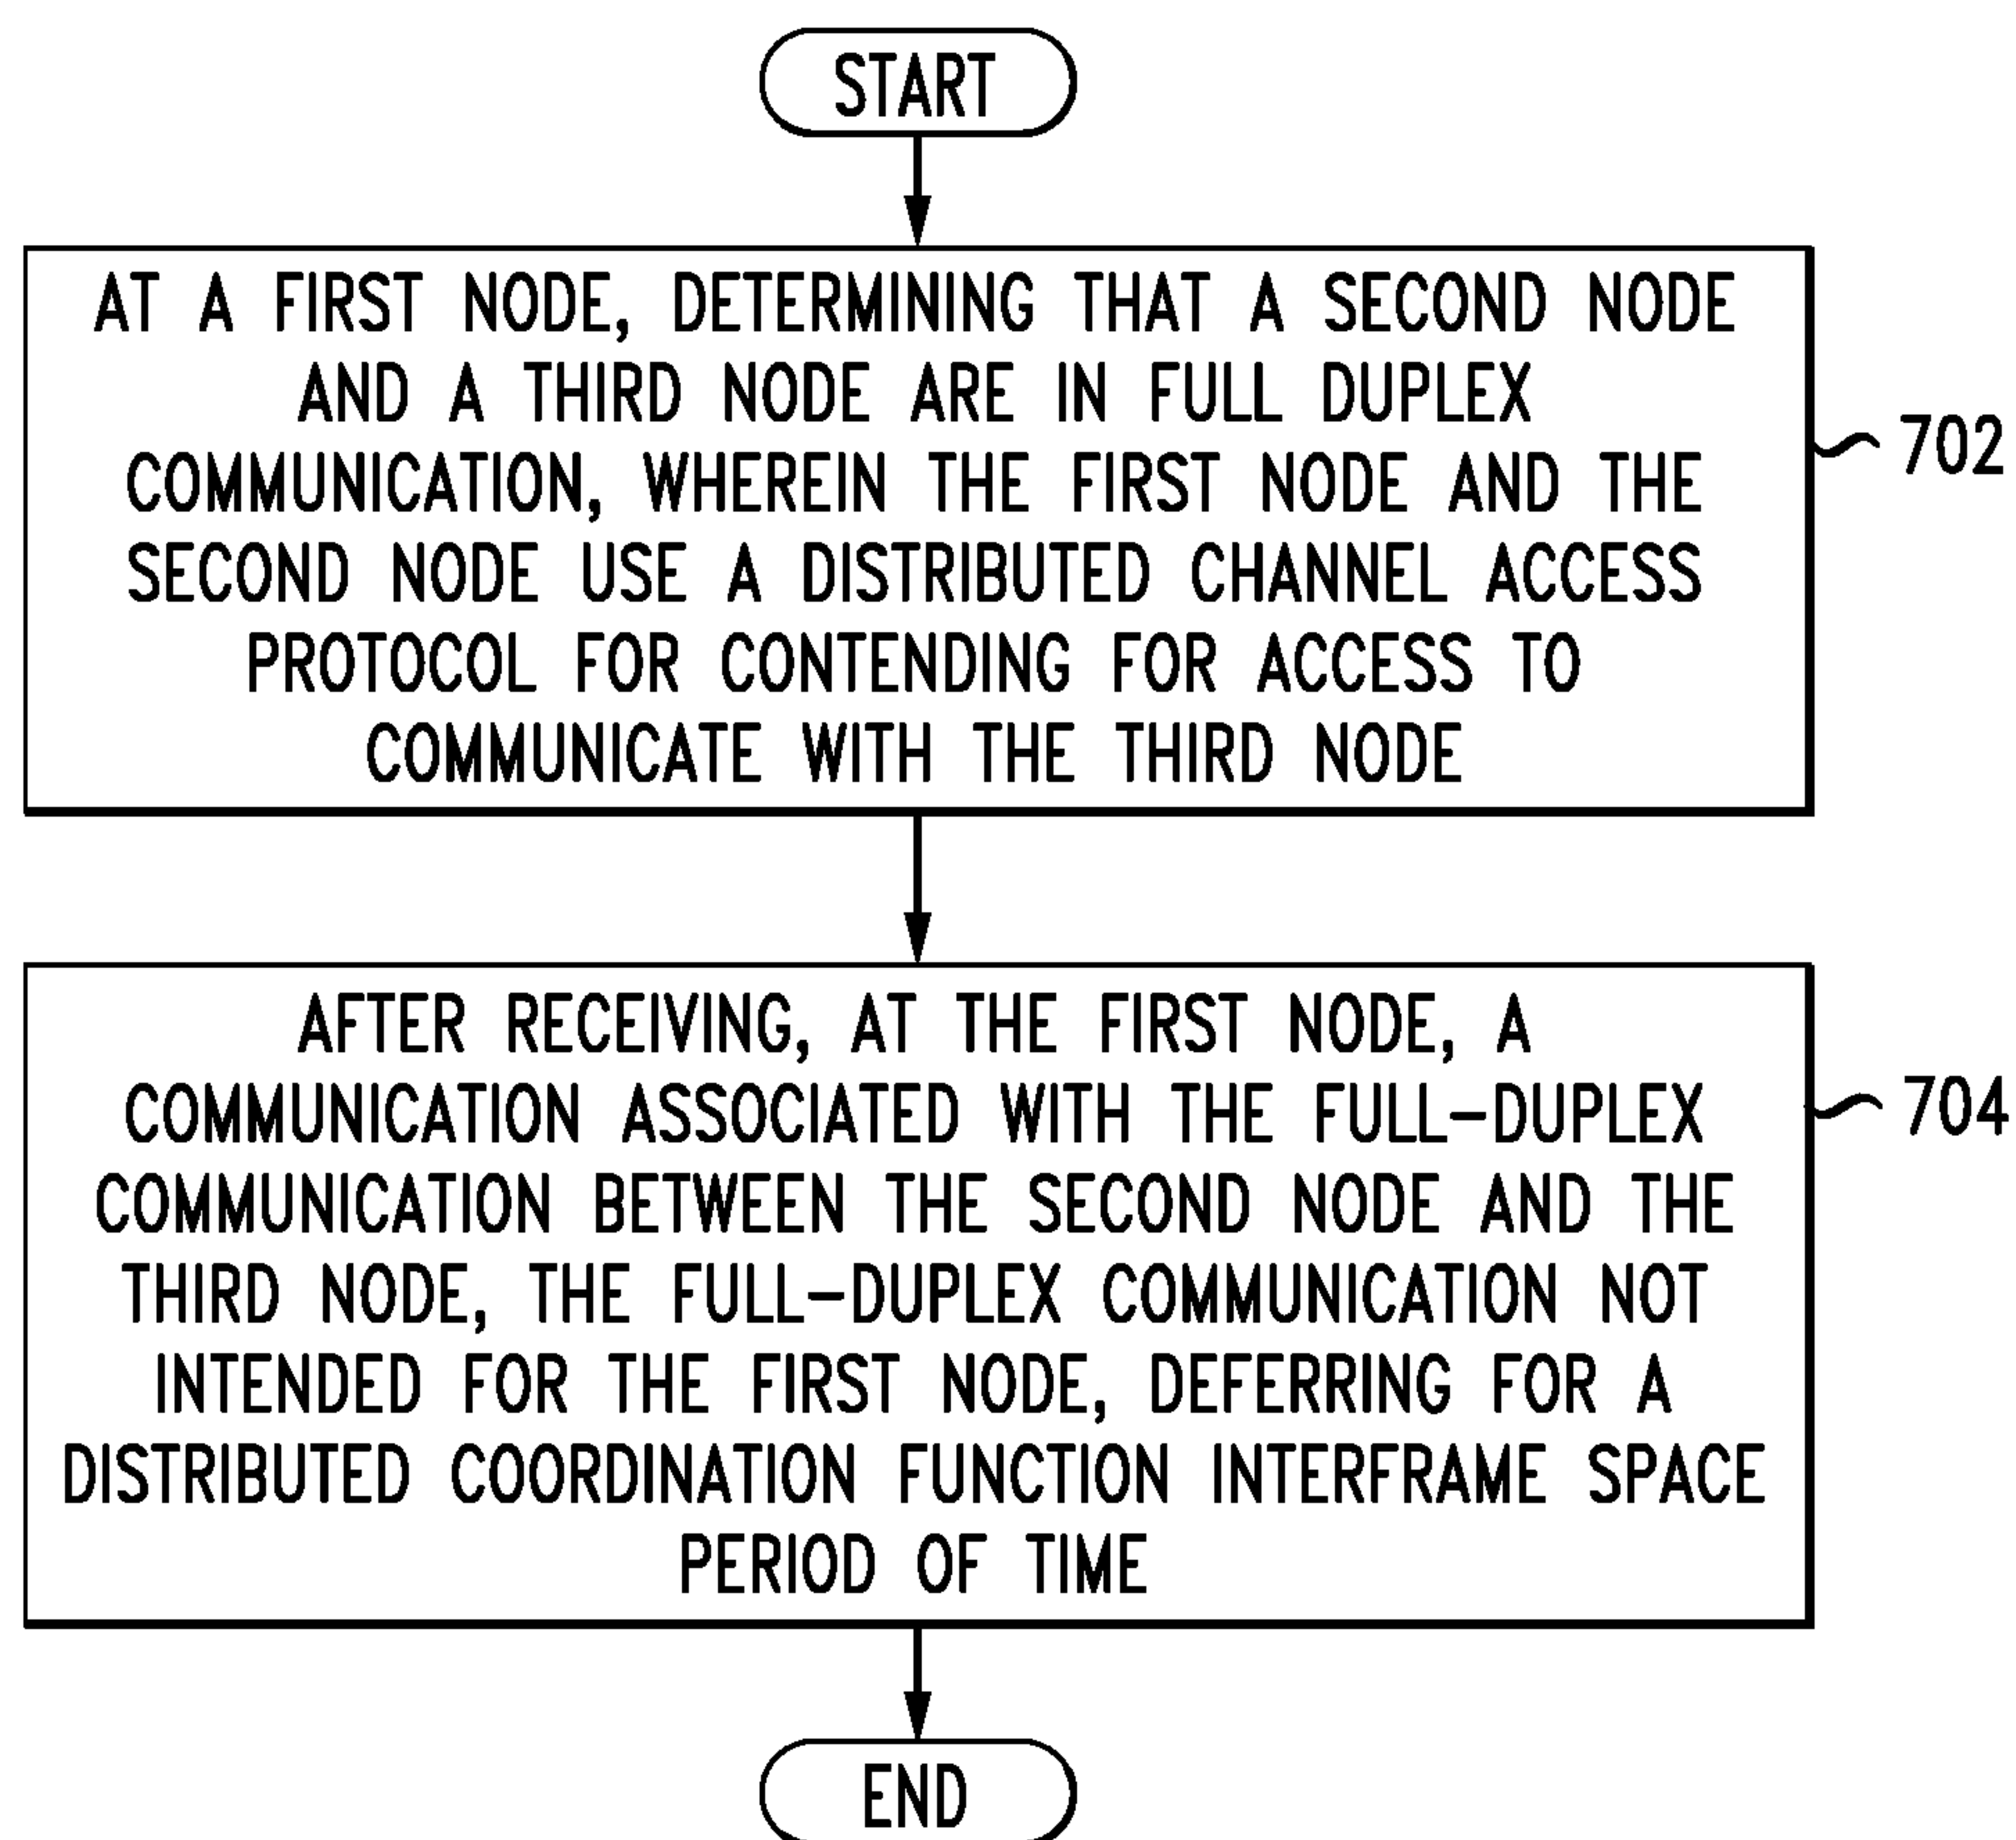 START
AT A FIRST NODE, DETERMINING THAT A SECOND NODE
AND A THIRD NODE ARE IN FULL DUPLEX
COMMUNICATION, WHEREIN THE FIRST NODE AND THE
SECOND NODE USE A DISTRIBUTED CHANNEL ACCESS
PROTOCOL FOR CONTENDING FOR ACCESS TO
COMMUNICATE WITH THE THIRD NODE
702
AFTER RECEIVING, AT THE FIRST NODE, A
COMMUNICATION ASSOCIATED WITH THE FULL-DUPLEX
COMMUNICATION BETWEEN THE SECOND NODE AND THE
THIRD NODE, THE FULL-DUPLEX COMMUNICATION NOT
INTENDED FOR THE FIRST NODE, DEFERRING FOR A
DISTRIBUTED COORDINATION FUNCTION INTERFRAME SPACE
PERIOD OF TIME
704
END